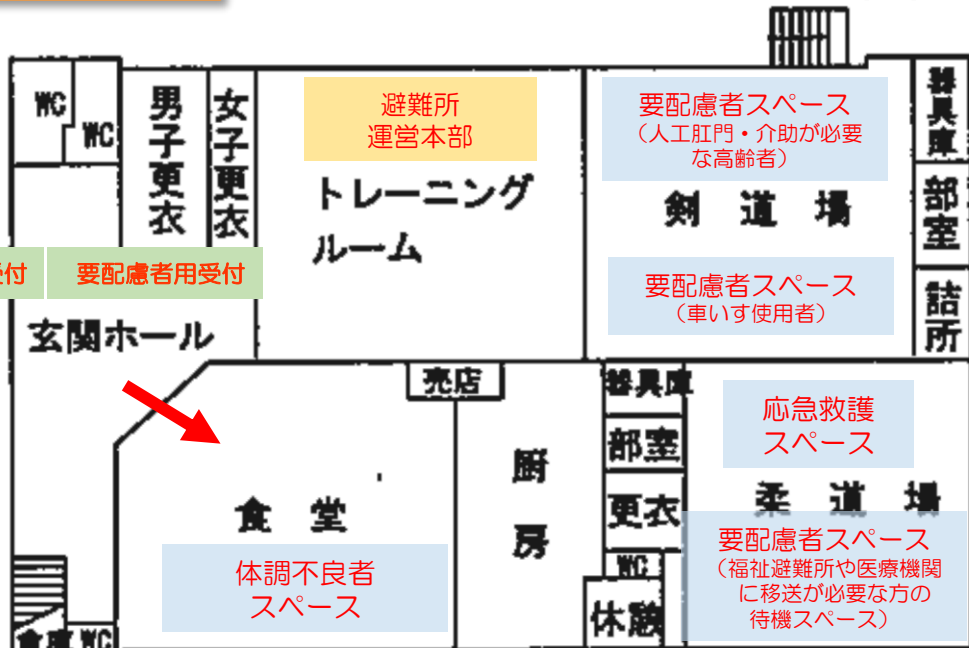 WC
WC
男子更衣
女子更衣
避難所
運営本部
トレーニング
ルーム
要配慮者スペース
（人工肛門・介助が必要
な高齢者）
剣道場
器具庫
部室
要配慮者スペース
（車いす使用者）
詰所
受付
要配慮者用受付
玄関ホール
売店
器具庫
部室
更衣
WC
応急救護
スペース
柔道場
食堂
厨房
体調不良者
スペース
要配慮者スペース
（福祉避難所や医療機関
に移送が必要な方の
待機スペース）
倉庫
WC